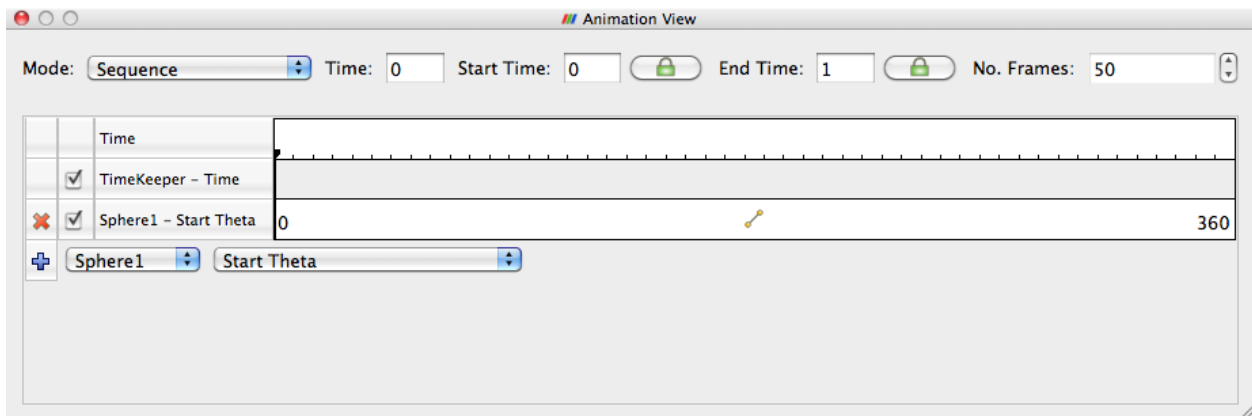 Animation View
Mode: Sequence Time: 0 Start Time: 0 End Time: 1 No. Frames: 50
Time
TimeKeeper – Time
Sphere1 – Start Theta 0 360
Sphere1 Start Theta